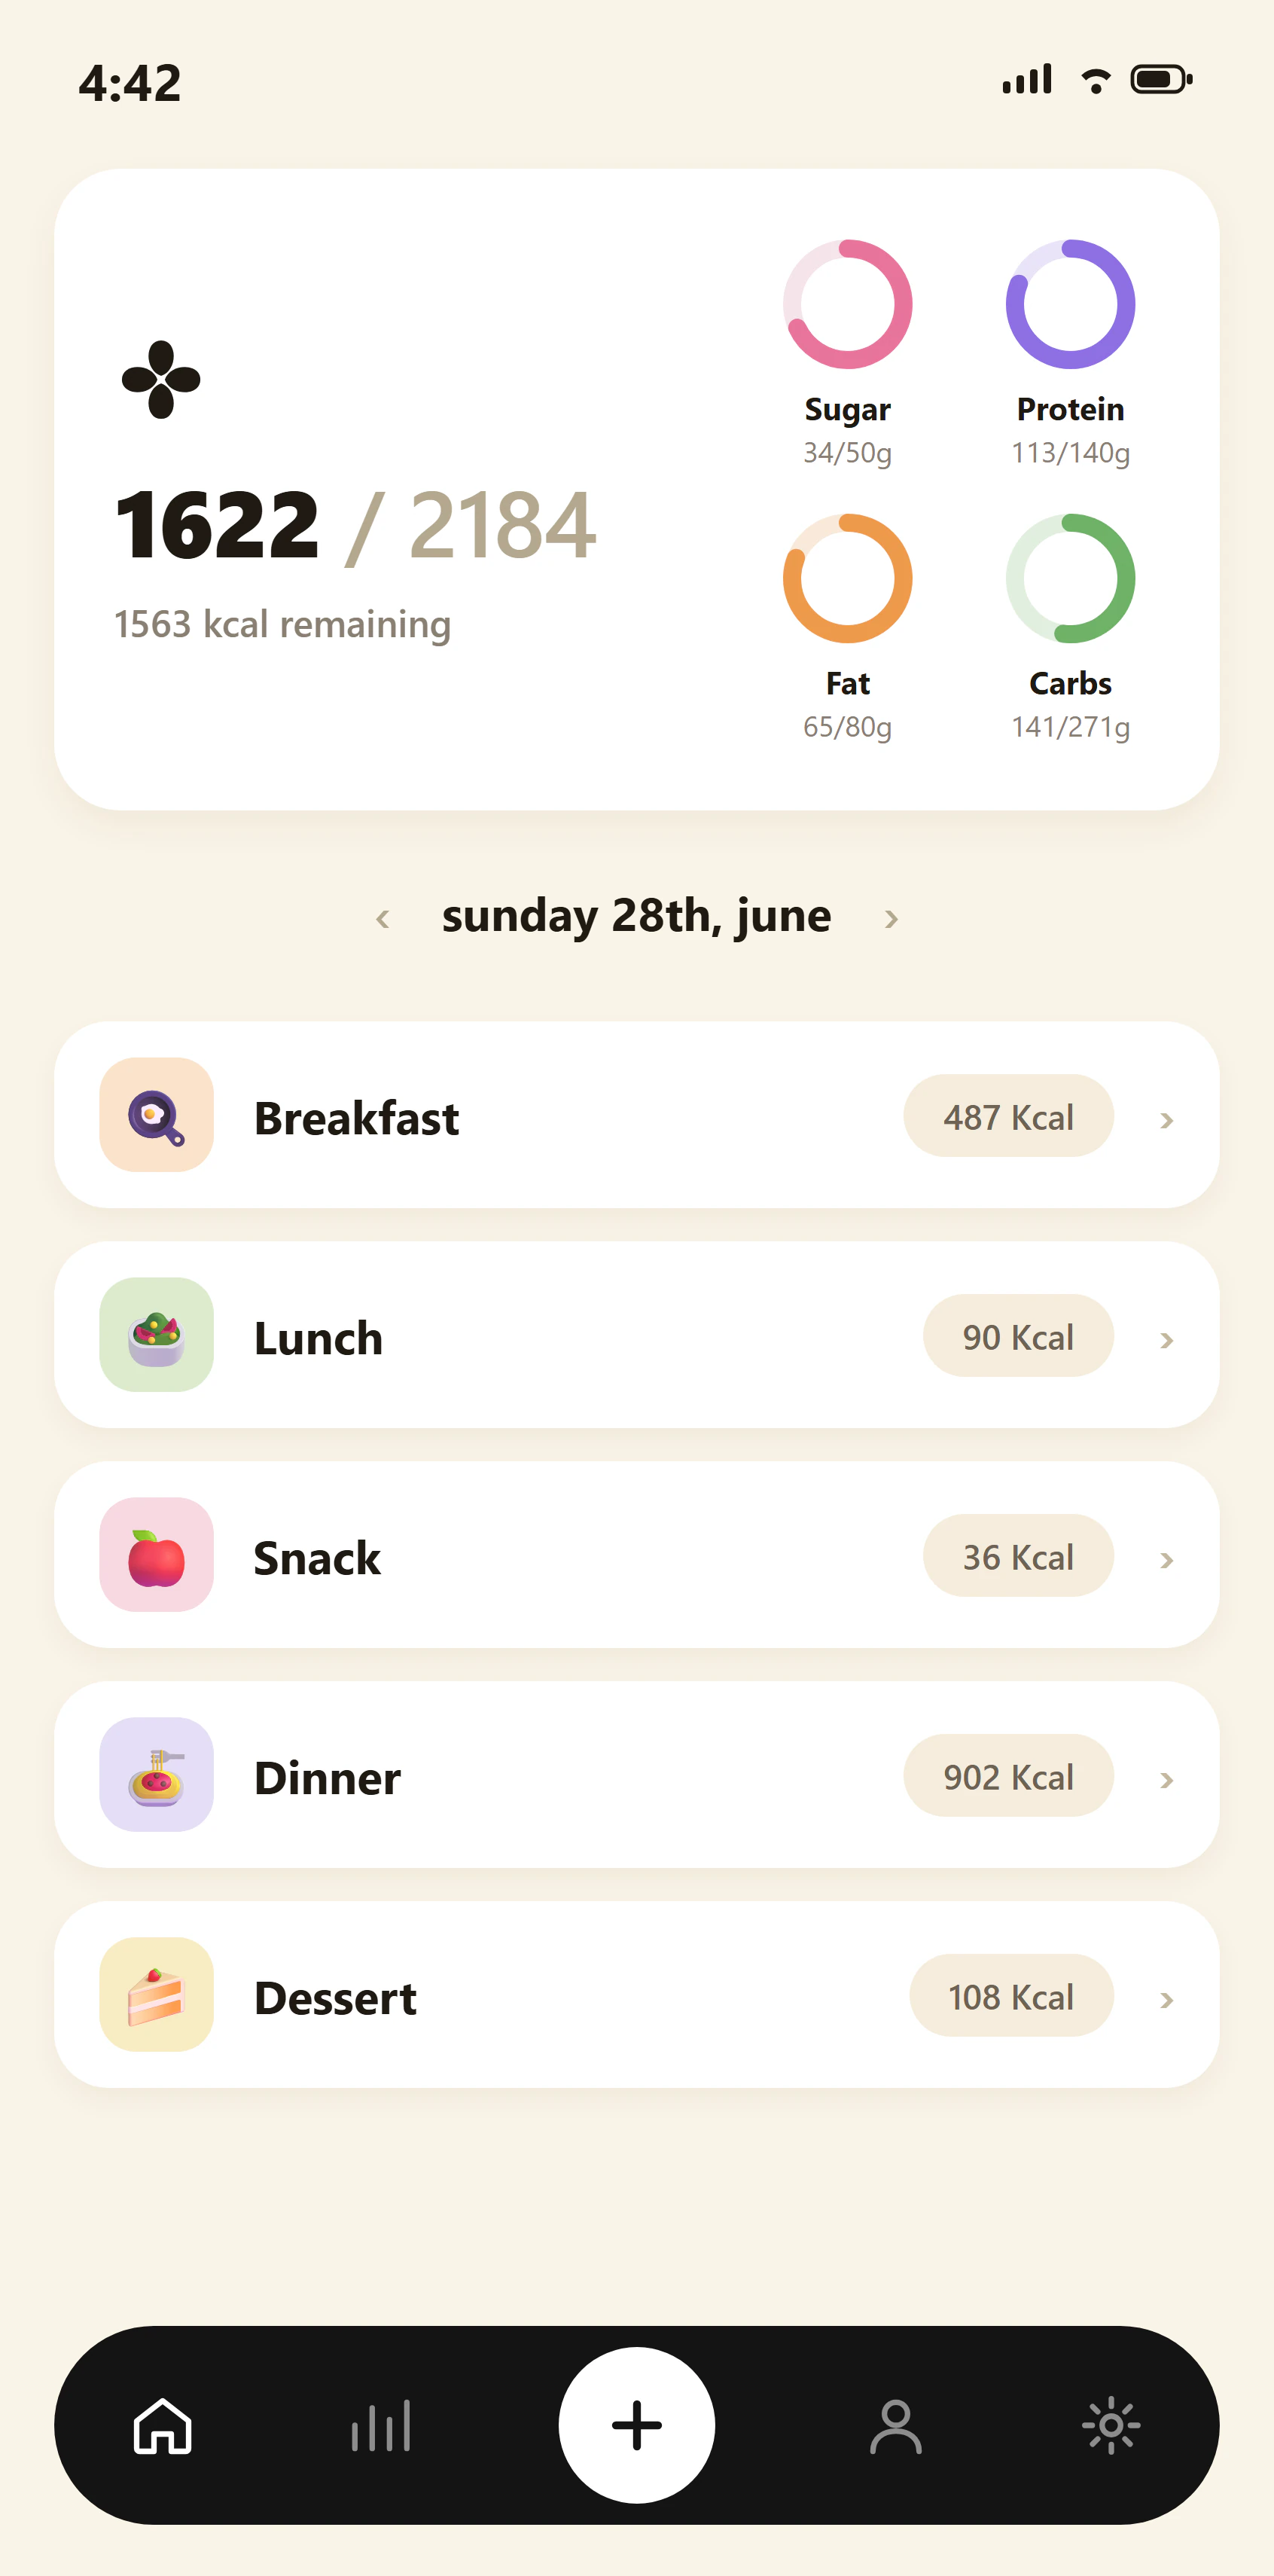 4:42
1622 / 2184
1563 kcal remaining
Sugar
34/50g
Protein
113/140g
Fat
65/80g
Carbs
141/271g
‹ sunday 28th, june ›
Breakfast
487 Kcal ›
Lunch
90 Kcal ›
Snack
36 Kcal ›
Dinner
902 Kcal ›
Dessert
108 Kcal ›